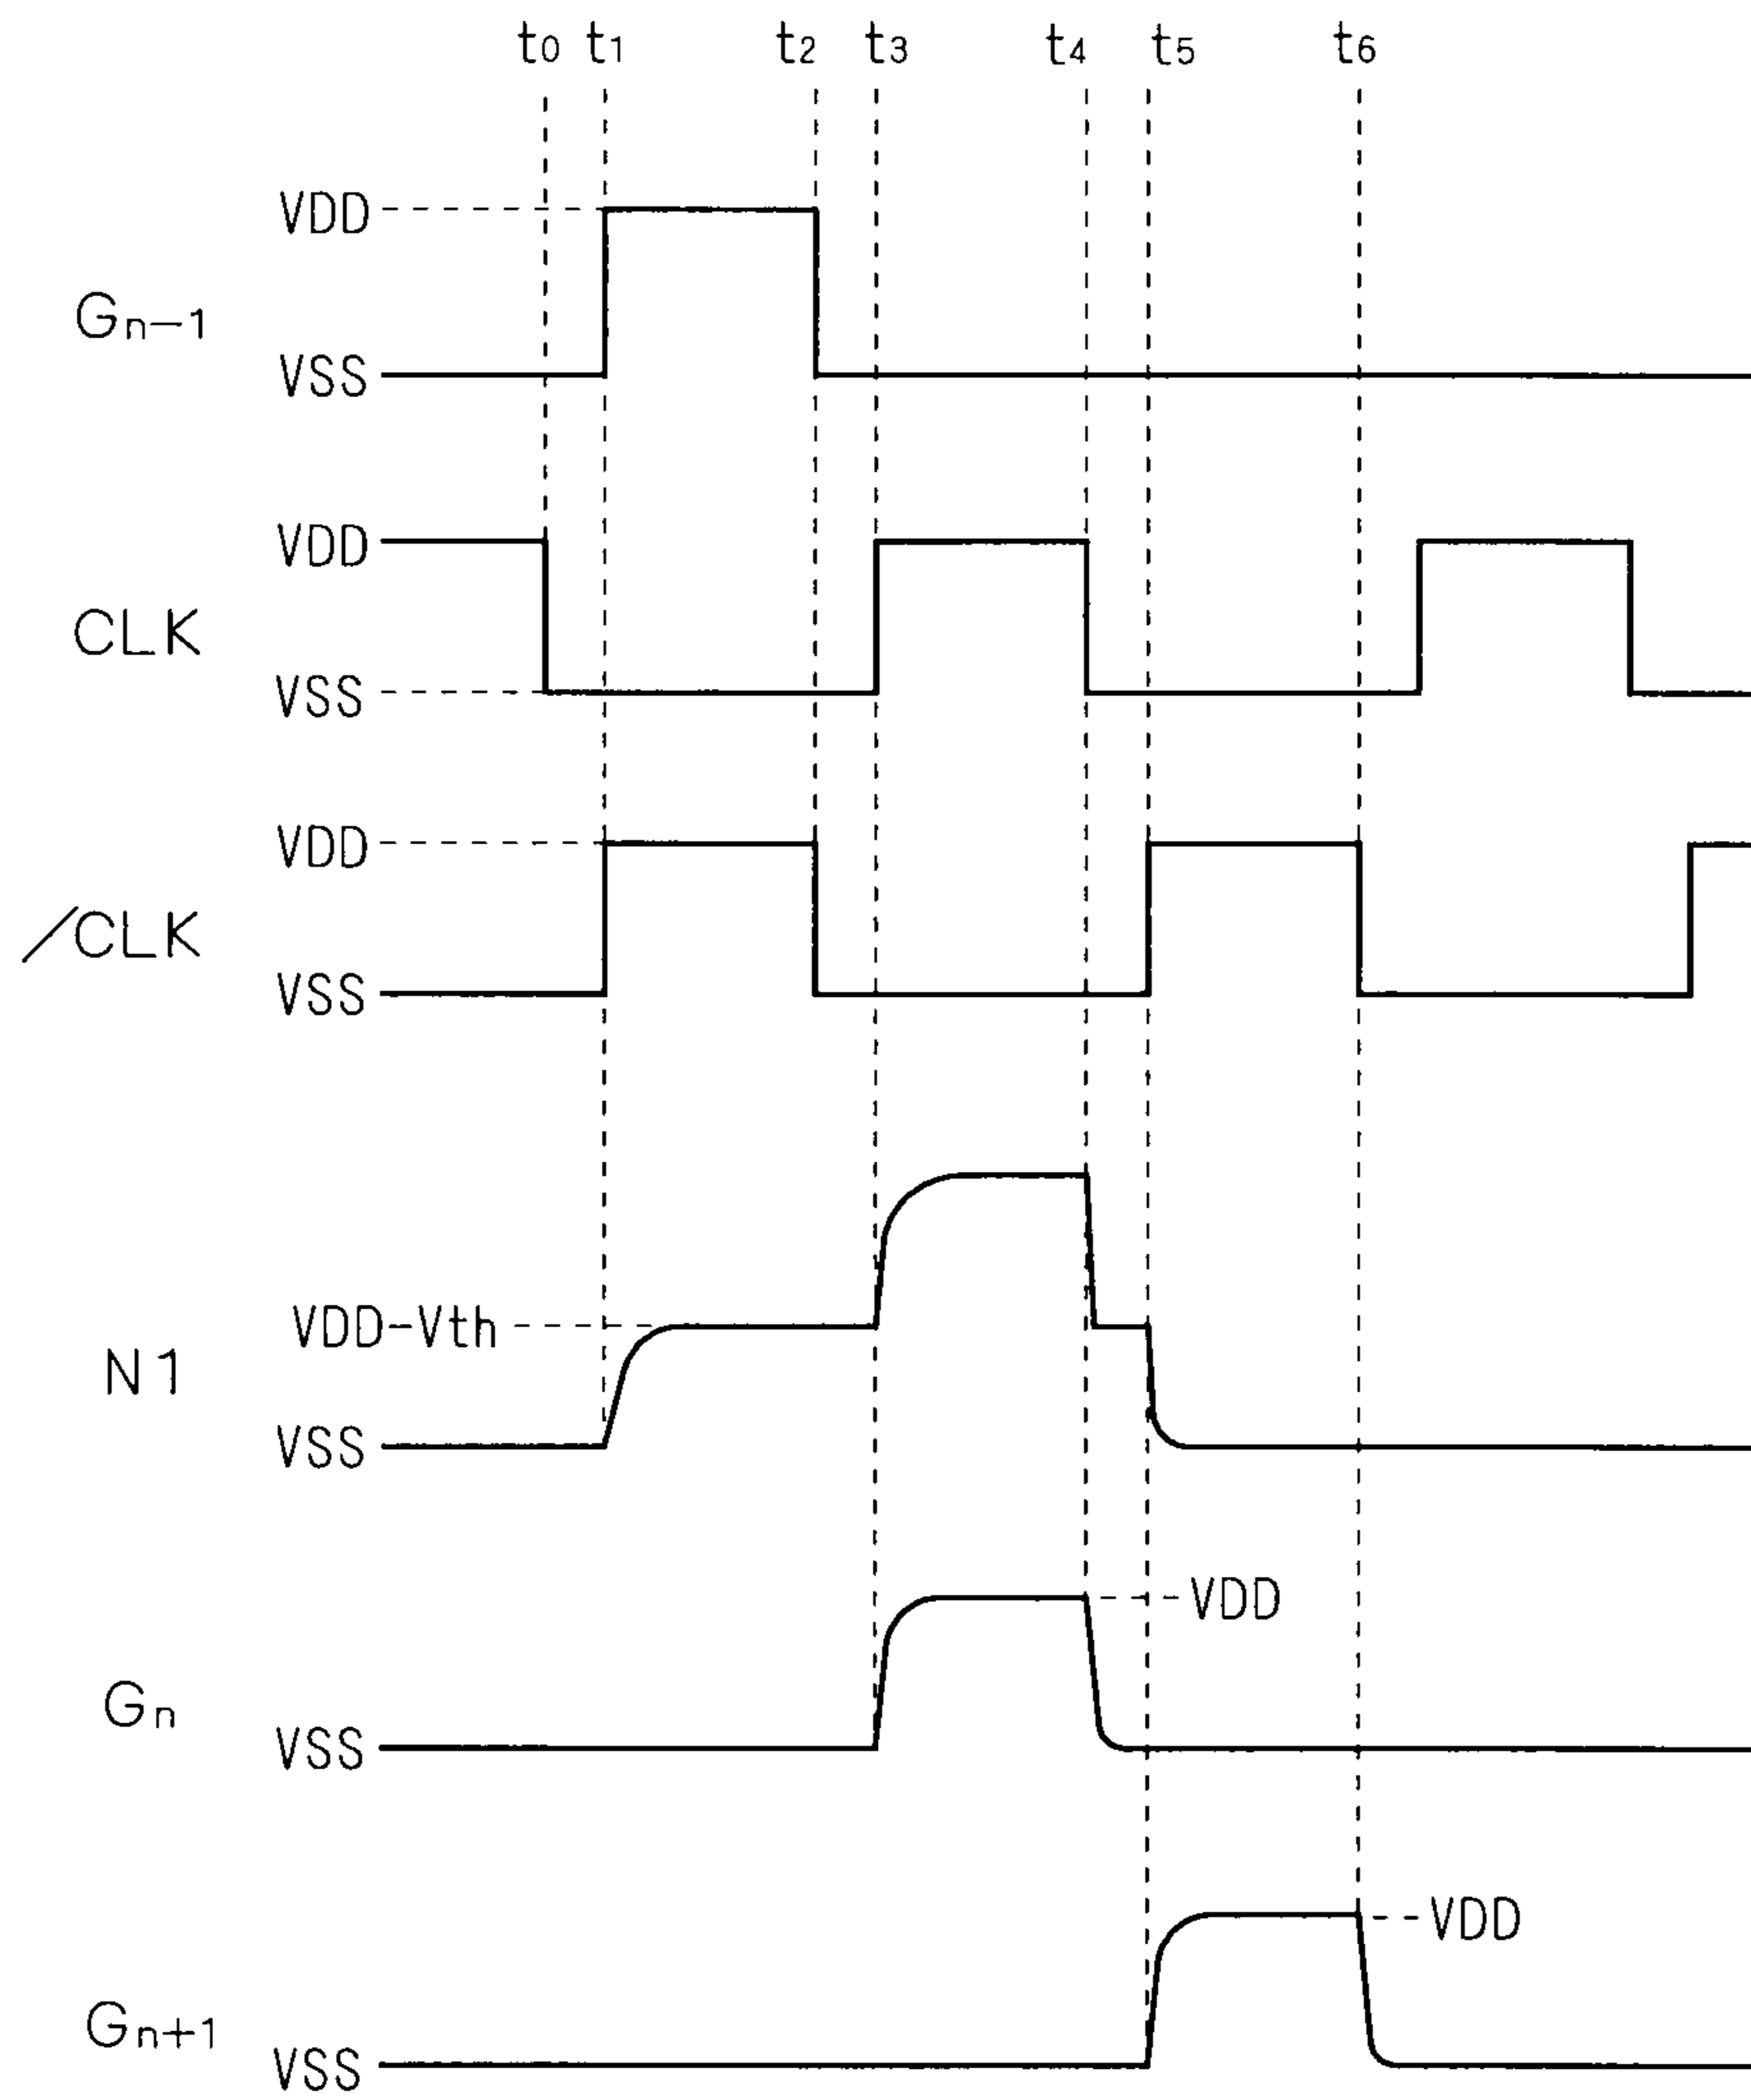 t0 t1 t2 t3 t4 t5 t6
VDD
Gn-1
VSS
VDD
CLK
VSS
VDD
/CLK
VSS
VDD-Vth
N1
VSS
VDD
Gn
VSS
VDD
Gn+1
VSS